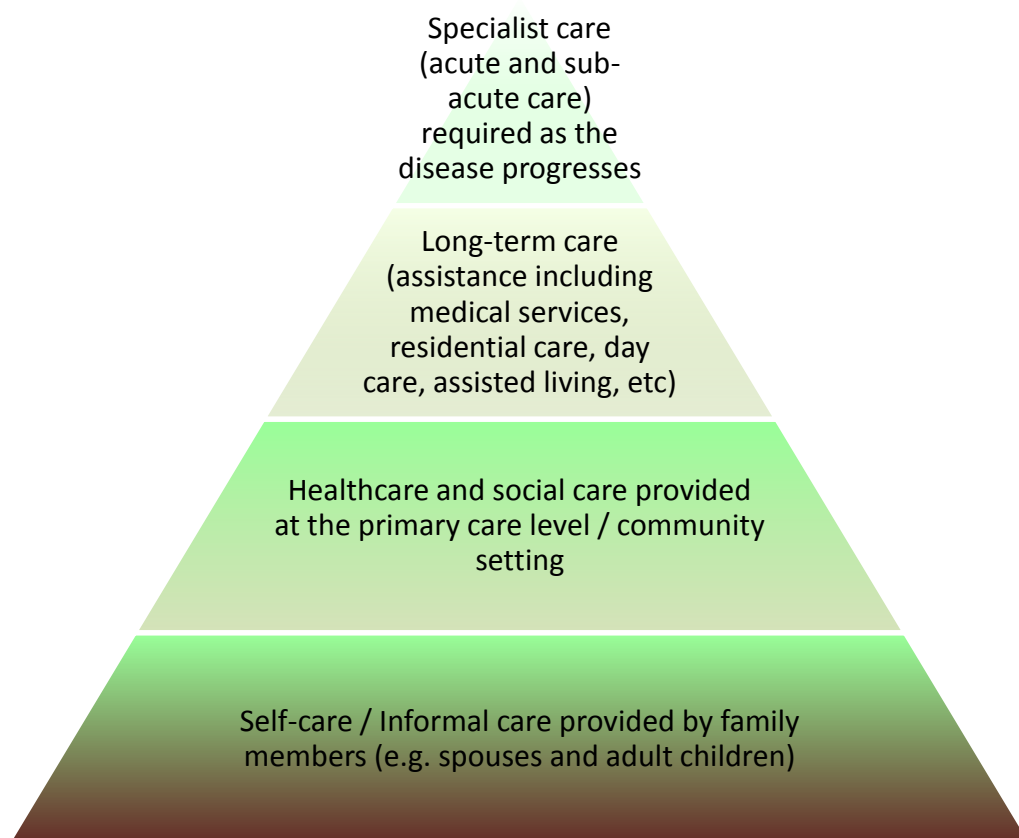 Specialist care
(acute and sub-
acute care)
required as the
disease progresses
Long-term care
(assistance including
medical services,
residential care, day
care, assisted living, etc)
Healthcare and social care provided
at the primary care level / community
setting
Self-care / Informal care provided by family
members (e.g. spouses and adult children)